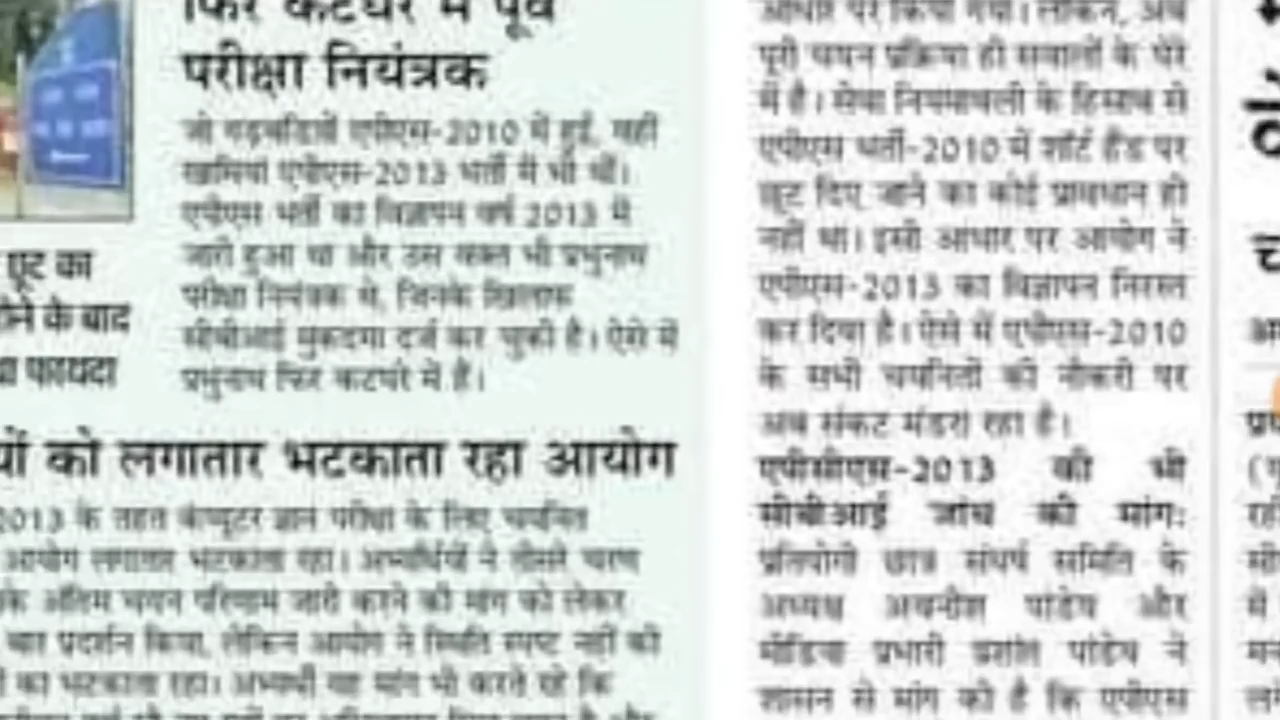 फिर कटघरे में पूर्व
परीक्षा नियंत्रक
जो गड़बड़ियां एपीएस-2010 में हुईं, वही
खामियां एपीएस-2013 भर्ती में भी थीं।
एपीएस भर्ती का विज्ञापन वर्ष 2013 में
जारी हुआ था और उस वक्त भी प्रभुनाथ
परीक्षा नियंत्रक थे, जिनके खिलाफ
सीबीआई मुकदमा दर्ज कर चुकी है। ऐसे में
प्रभुनाथ फिर कटघरे में हैं।
छूट का
होने के बाद
फायदा
यों को लगातार भटकाता रहा आयोग
2013 के तहत कंप्यूटर ज्ञान परीक्षा के लिए चयनित
आयोग लगातार भटकाता रहा। अभ्यर्थियों ने तीसरे चरण
के अंतिम चयन परिणाम जारी करने की मांग को लेकर
बार प्रदर्शन किया, लेकिन आयोग ने स्थिति स्पष्ट नहीं की
को भटकाता रहा। अभ्यर्थी यह मांग भी करते रहे कि
आधार पर किया गया। लेकिन, अब
पूरी चयन प्रक्रिया ही सवालों के घेरे
में है। सेवा नियमावली के हिसाब से
एपीएस भर्ती-2010 में शॉर्ट हैंड पर
छूट दिए जाने का कोई प्रावधान ही
नहीं था। इसी आधार पर आयोग ने
एपीएस-2013 का विज्ञापन निरस्त
कर दिया है। ऐसे में एपीएस-2010
के सभी चयनितों की नौकरी पर
अब संकट मंडरा रहा है।
एपीसीएस-2013 की भी
सीबीआई जांच की मांग:
प्रतियोगी छात्र संघर्ष समिति के
अध्यक्ष अवनीश पांडेय और
मीडिया प्रभारी प्रशांत पांडेय ने
शासन से मांग की है कि एपीएस